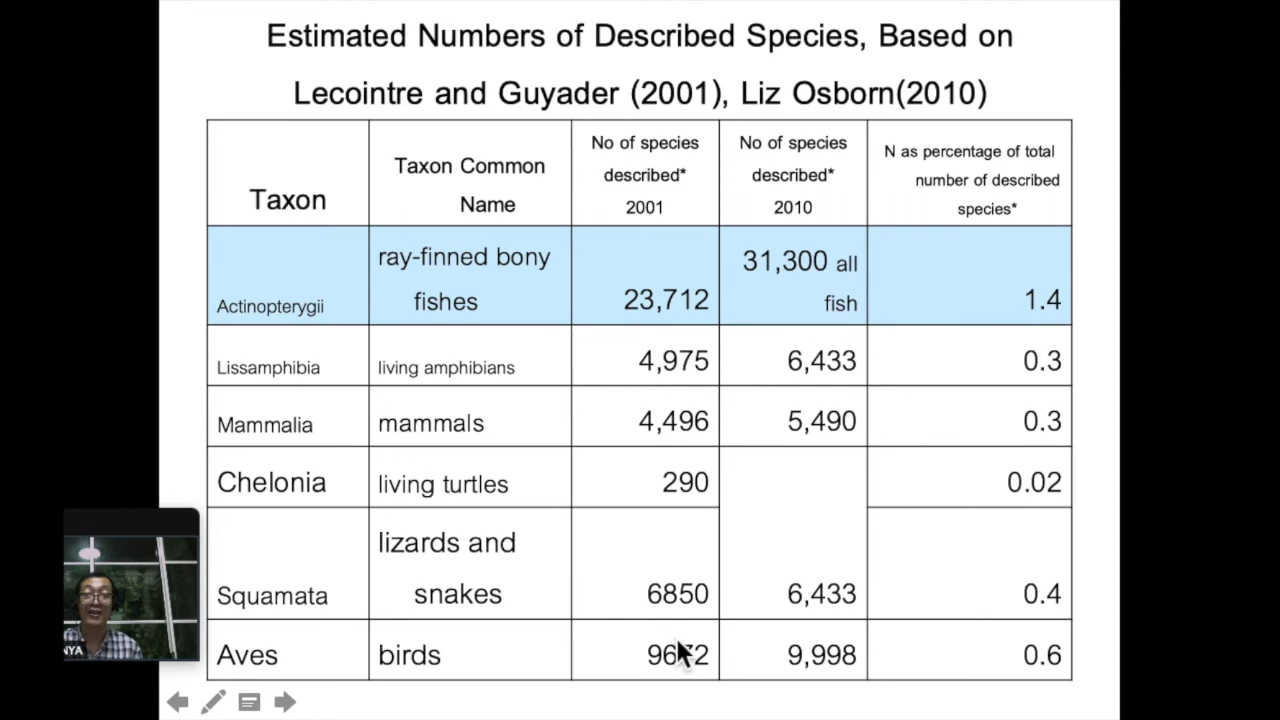 Estimated Numbers of Described Species, Based on
Lecointre and Guyader (2001), Liz Osborn(2010)
Taxon
Taxon Common
Name
No of species
described*
2001
No of species
described*
2010
N as percentage of total
number of described
species*
Actinopterygii
ray-finned bony
fishes
23,712
31,300 all
fish
1.4
Lissamphibia
living amphibians
4,975
6,433
0.3
Mammalia
mammals
4,496
5,490
0.3
Chelonia
living turtles
290
0.02
Squamata
lizards and
snakes
6850
6,433
0.4
Aves
birds
9,998
0.6
NYA